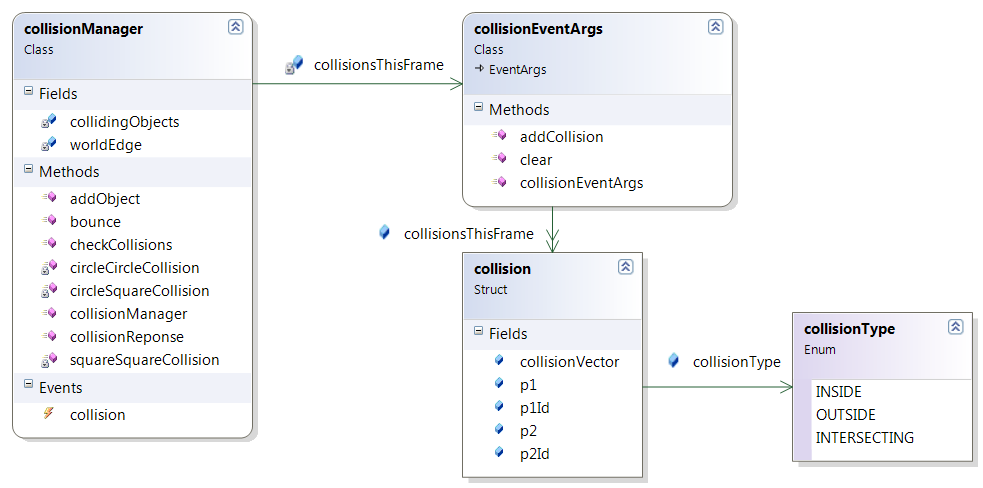 collisionManager
Class
Fields
collidingObjects
worldEdge
Methods
addObject
bounce
checkCollisions
circleCircleCollision
circleSquareCollision
collisionManager
collisionReponse
squareSquareCollision
Events
collision
collisionsThisFrame
collisionEventArgs
Class
EventArgs
Methods
addCollision
clear
collisionEventArgs
collisionsThisFrame
collision
Struct
Fields
collisionVector
p1
p1Id
p2
p2Id
collisionType
collisionType
Enum
INSIDE
OUTSIDE
INTERSECTING